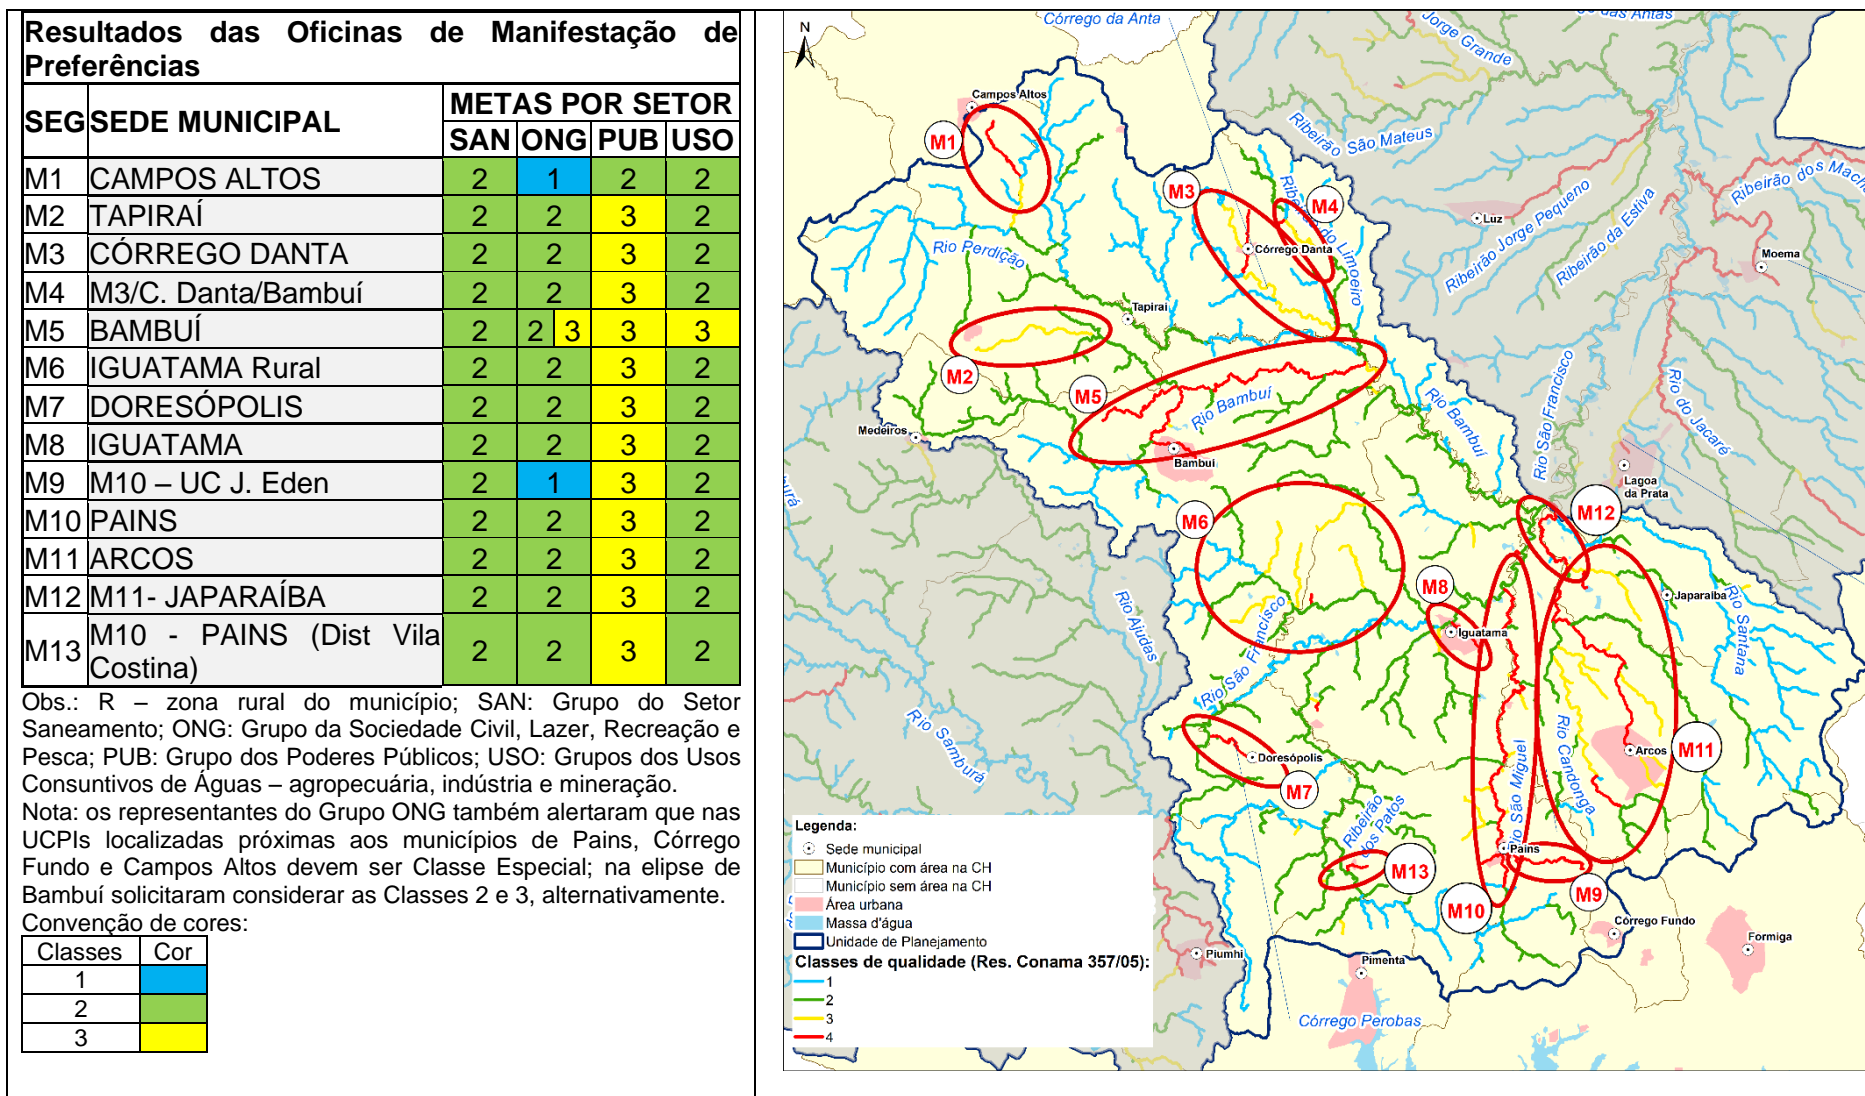 Resultados das Oficinas de Manifestação de
Preferências
SEG SEDE MUNICIPAL METAS POR SETOR
SAN ONG PUB USO
M1 CAMPOS ALTOS 2 1 2 2
M2 TAPIRAÍ 2 2 3 2
M3 CÓRREGO DANTA 2 2 3 2
M4 M3/C. Danta/Bambuí 2 2 3 2
M5 BAMBUÍ 2 2 3 3 3
M6 IGUATAMA Rural 2 2 3 2
M7 DORESÓPOLIS 2 2 3 2
M8 IGUATAMA 2 2 3 2
M9 M10 – UC J. Eden 2 1 3 2
M10 PAINS 2 2 3 2
M11 ARCOS 2 2 3 2
M12 M11- JAPARAÍBA 2 2 3 2
M13 M10 - PAINS (Dist Vila
Costina) 2 2 3 2
Obs.: R – zona rural do município; SAN: Grupo do Setor
Saneamento; ONG: Grupo da Sociedade Civil, Lazer, Recreação e
Pesca; PUB: Grupo dos Poderes Públicos; USO: Grupos dos Usos
Consuntivos de Águas – agropecuária, indústria e mineração.
Nota: os representantes do Grupo ONG também alertaram que nas
UCPIs localizadas próximas aos municípios de Pains, Córrego
Fundo e Campos Altos devem ser Classe Especial; na elipse de
Bambuí solicitaram considerar as Classes 2 e 3, alternativamente.
Convenção de cores:
Classes Cor
1
2
3
N
Córrego da Anta
das Antas
Jorge Grande
Campos Altos
M1
Ribeirão São Mateus
Ribeirão dos Mach
M3
M4
Ribeirão do Limoeiro
Luz
Ribeirão Jorge Pequeno
Ribeirão da Estiva
Córrego Danta
Moema
Rio Perdição
Tapirai
M2
M5
Rio Bambuí
Rio Bambuí
Rio São Francisco
Rio do Jacaré
Medeiros
Bambui
Lagoa
da Prata
M6
M12
M8
Rio Ajudas
Japaraiba
Rio Santana
Iguatama
Rio São Francisco
Rio Samburá
Doresópolis
M7
Rio São Miguel
Rio Candonga
Arcos
M11
Ribeirão
dos Patos
Pains
M13
M10
M9
Córrego Fundo
Formiga
Piumhi
Pimenta
Córrego Perobas
Legenda:
Sede municipal
Município com área na CH
Município sem área na CH
Área urbana
Massa d'água
Unidade de Planejamento
Classes de qualidade (Res. Conama 357/05):
1
2
3
4